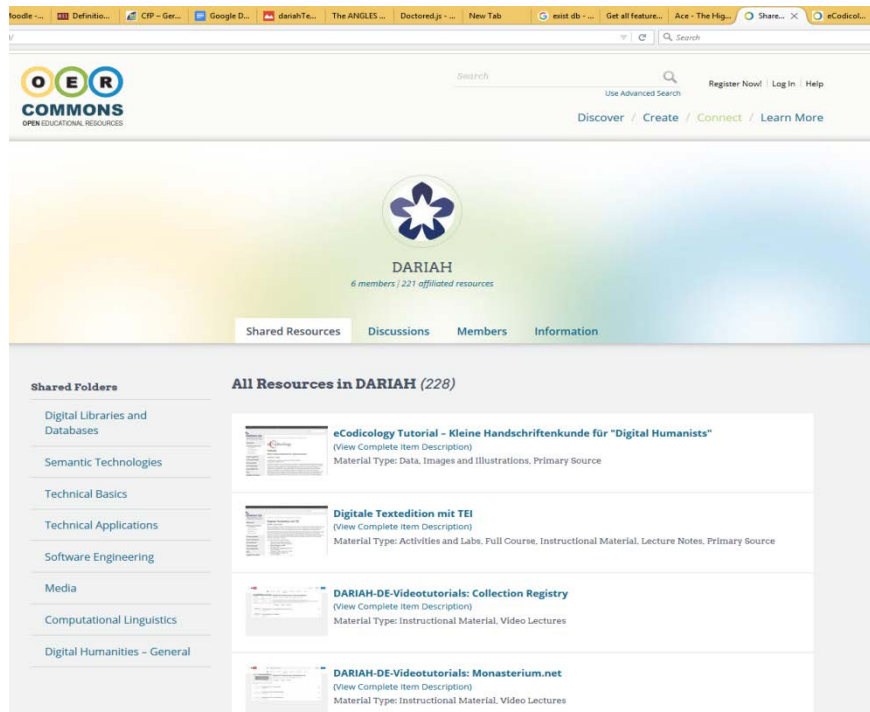 Moodle -...
Definitio...
CfP – Ger...
Google D...
dariahTe...
The ANGLES ...
Doctored.js - ...
New Tab
exist db - ...
Get all feature...
Ace - The Hig...
Share...
eCodicol...
Search
OER
COMMONS
OPEN EDUCATIONAL RESOURCES
Search
Use Advanced Search
Register Now! Log In Help
Discover / Create / Connect / Learn More
DARIAH
6 members | 221 affiliated resources
Shared Resources Discussions Members Information
Shared Folders
Digital Libraries and
Databases
Semantic Technologies
Technical Basics
Technical Applications
Software Engineering
Media
Computational Linguistics
Digital Humanities – General
All Resources in DARIAH (228)
eCodicology Tutorial – Kleine Handschriftenkunde für "Digital Humanists"
(View Complete Item Description)
Material Type: Data, Images and Illustrations, Primary Source
Digitale Textedition mit TEI
(View Complete Item Description)
Material Type: Activities and Labs, Full Course, Instructional Material, Lecture Notes, Primary Source
DARIAH-DE-Videotutorials: Collection Registry
(View Complete Item Description)
Material Type: Instructional Material, Video Lectures
DARIAH-DE-Videotutorials: Monasterium.net
(View Complete Item Description)
Material Type: Instructional Material, Video Lectures